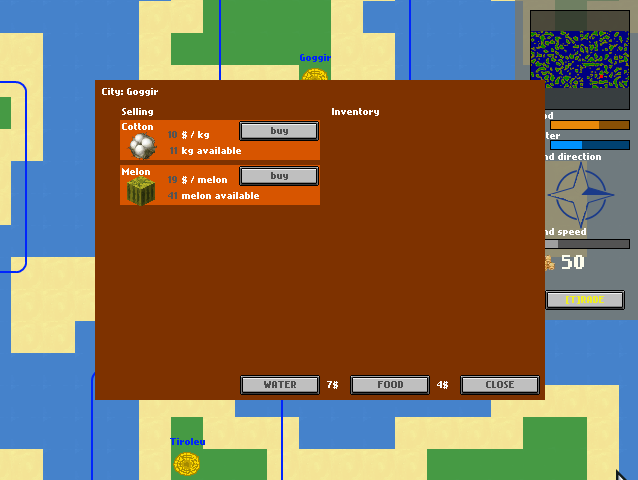 Goggir
City: Goggir
Selling
Inventory
Cotton
10 $ / kg
buy
11 kg available
Melon
19 $ / melon
buy
41 melon available
nd direction
nd speed
50
[T]RADE
WATER 7$ FOOD 4$ CLOSE
Tiroleu